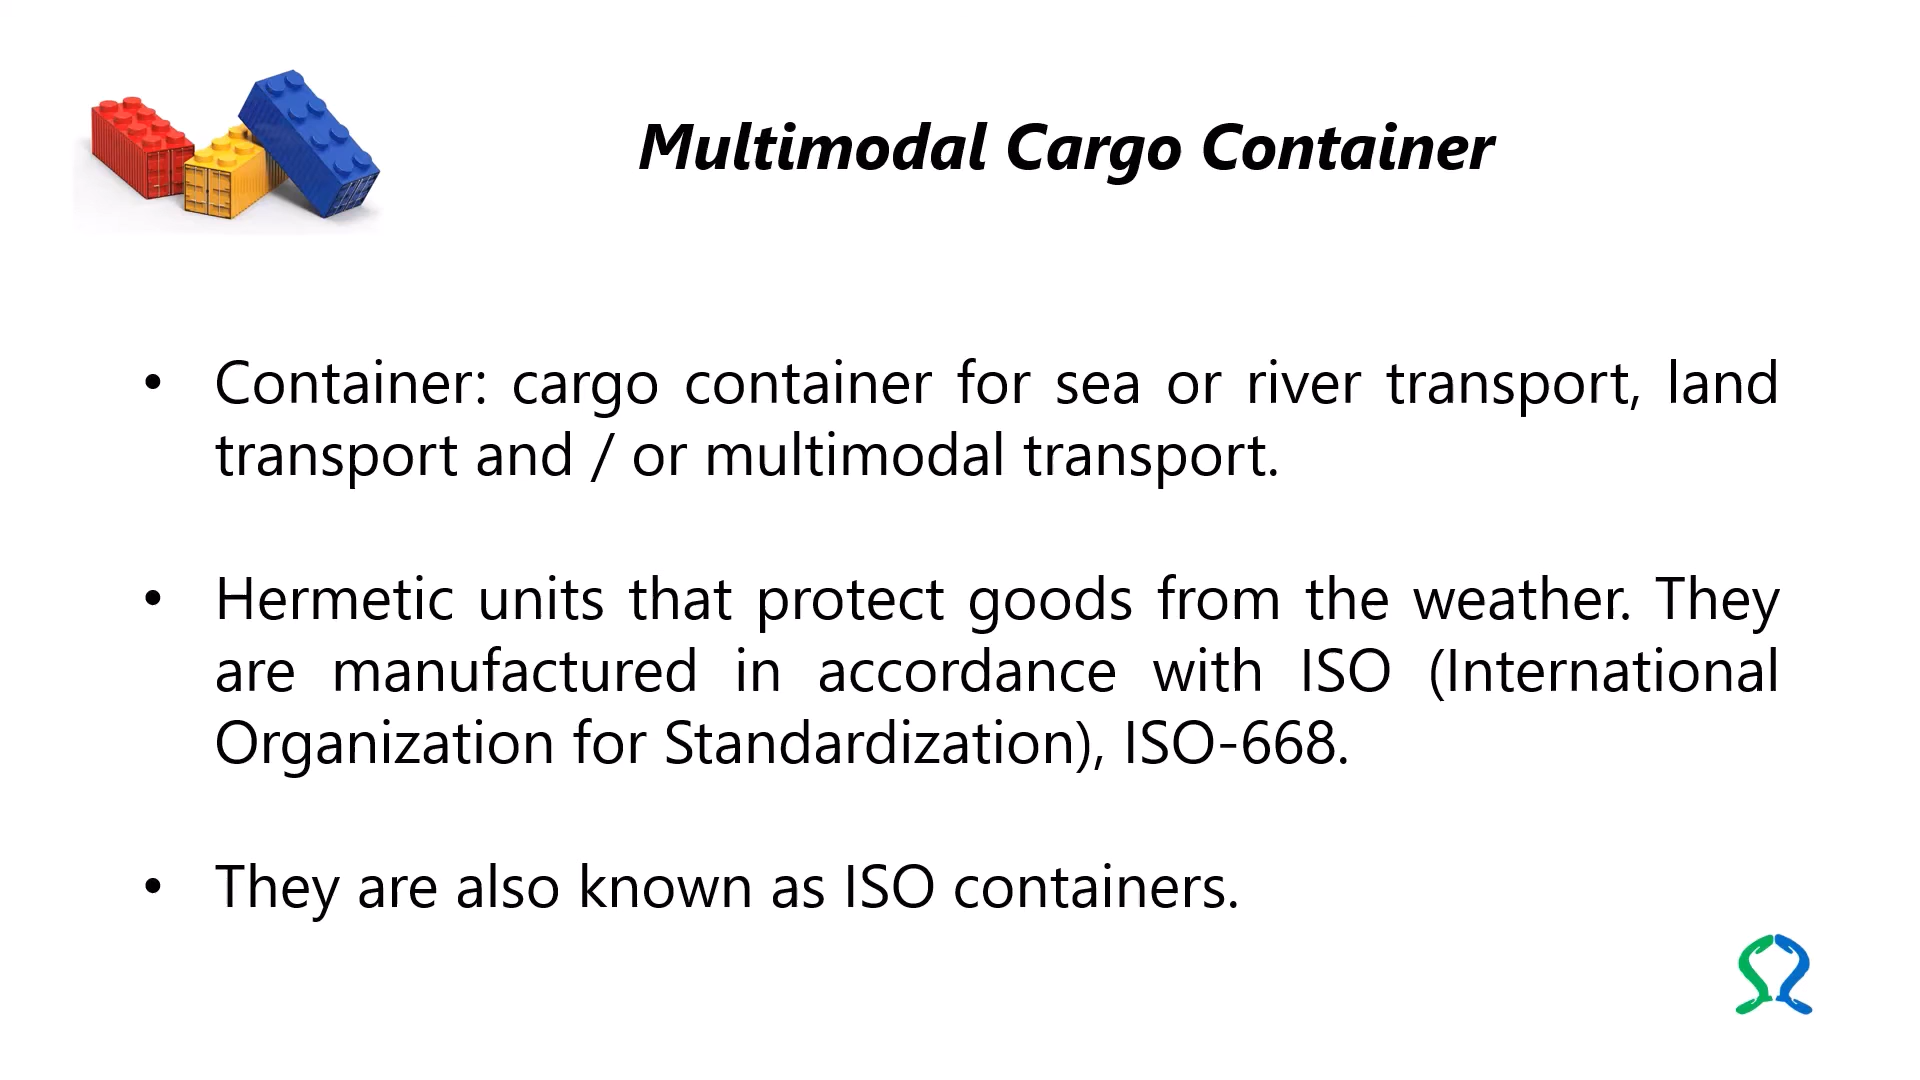 Multimodal Cargo Container
• Container: cargo container for sea or river transport, land
transport and / or multimodal transport.
• Hermetic units that protect goods from the weather. They
are manufactured in accordance with ISO (International
Organization for Standardization), ISO-668.
• They are also known as ISO containers.